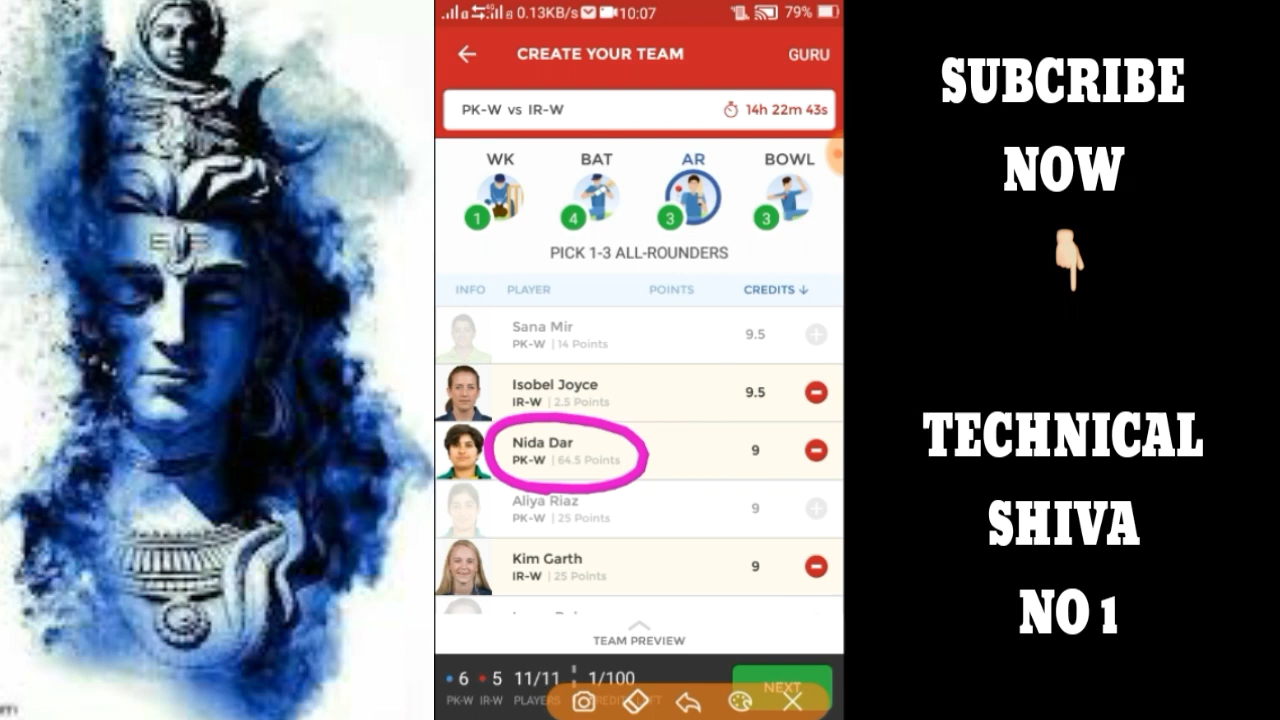 0.13KB/s 10:07 79%
CREATE YOUR TEAM GURU
PK-W vs IR-W 14h 22m 43s
WK BAT AR BOWL
1 4 3 3
PICK 1-3 ALL-ROUNDERS
INFO PLAYER POINTS CREDITS ↓
Sana Mir
PK-W | 14 Points 9.5
Isobel Joyce
IR-W | 2.5 Points 9.5
Nida Dar
PK-W | 64.5 Points 9
Aliya Riaz
PK-W | 25 Points 9
Kim Garth
IR-W | 25 Points 9
TEAM PREVIEW
6 5 11/11 1/100
PK-W IR-W PLAYERS NEXT
SUBCRIBE
NOW
TECHNICAL
SHIVA
NO 1